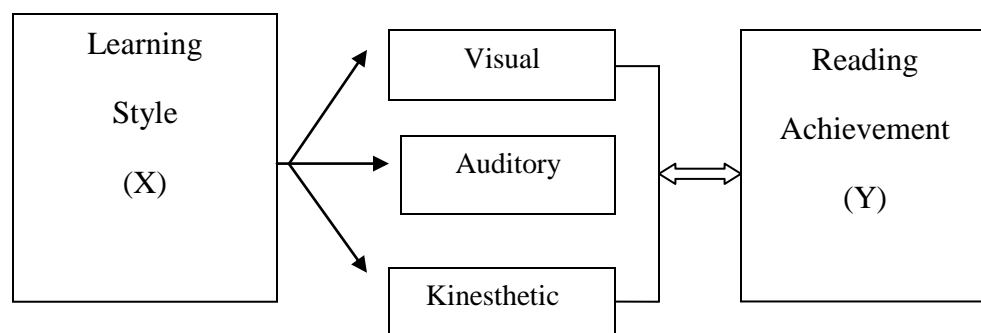 Learning
Style
(X)
Visual
Auditory
Kinesthetic
Reading
Achievement
(Y)